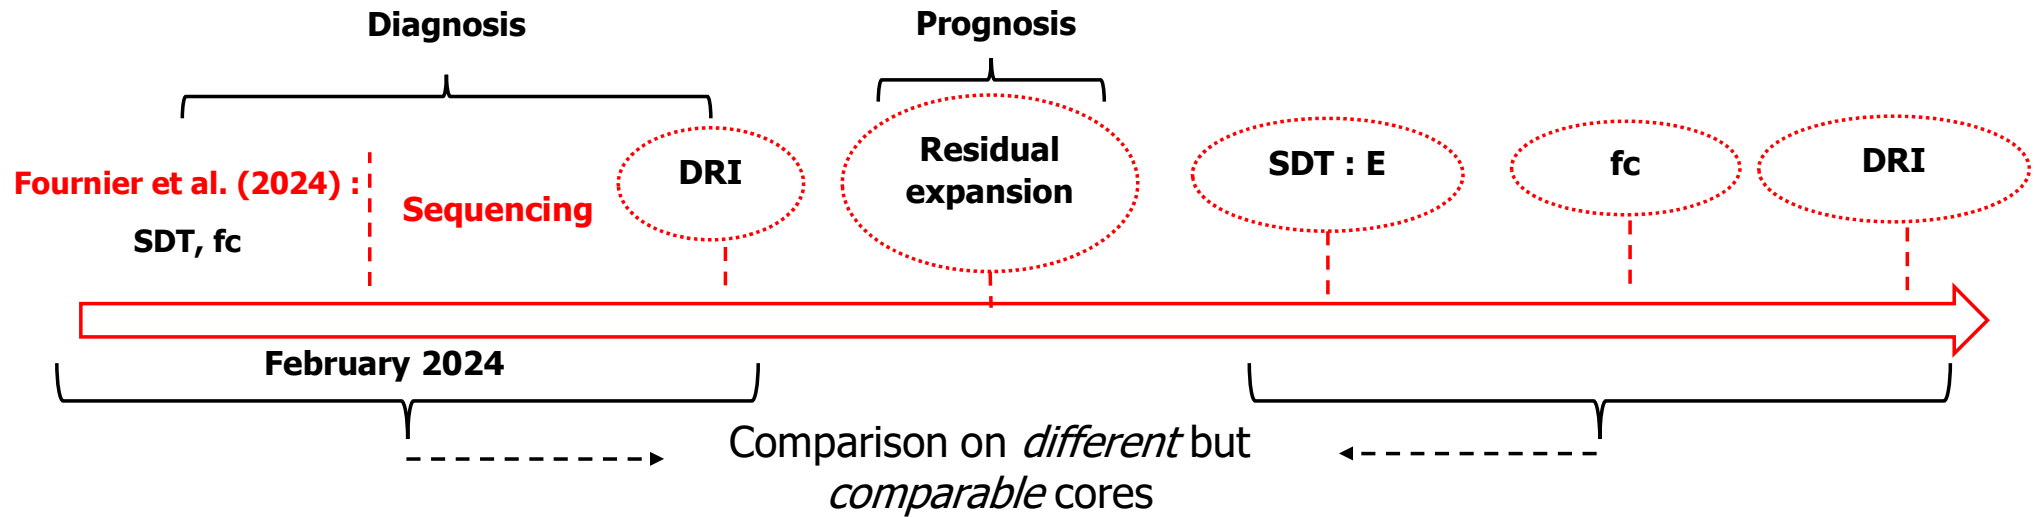 Diagnosis
Prognosis
Fournier et al. (2024) :
SDT, fc
Sequencing
DRI
Residual
expansion
SDT : E
fc
DRI
February 2024
Comparison on different but
comparable cores